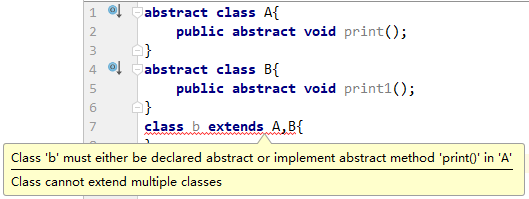 1 abstract class A{
2 public abstract void print();
3 }
4 abstract class B{
5 public abstract void print1();
6 }
7 class b extends A,B{
Class 'b' must either be declared abstract or implement abstract method 'print()' in 'A'
Class cannot extend multiple classes